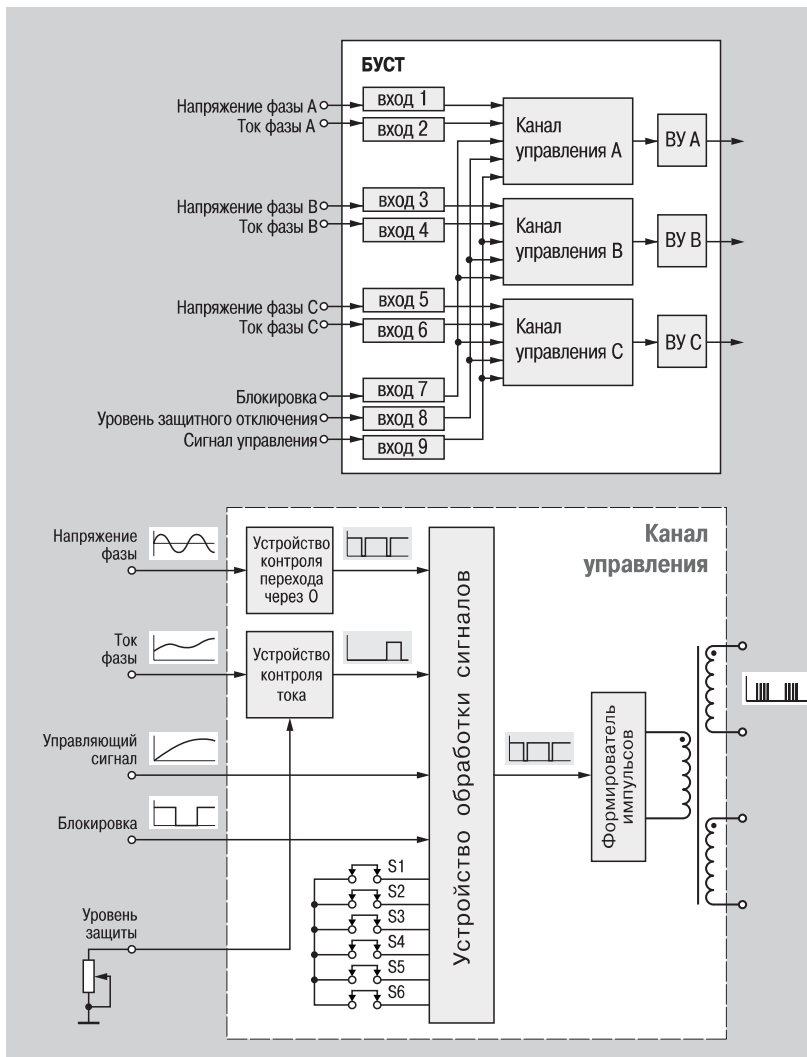 БУСТ
Напряжение фазы А
вход 1
Ток фазы А
вход 2
Канал
управления А
ВУ А
Напряжение фазы В
вход 3
Ток фазы В
вход 4
Канал
управления В
ВУ В
Напряжение фазы С
вход 5
Ток фазы С
вход 6
Канал
управления С
ВУ С
Блокировка
вход 7
Уровень защитного отключения
вход 8
Сигнал управления
вход 9
Канал
управления
Напряжение
фазы
Устройство
контроля
перехода
через 0
Ток
фазы
Устройство
контроля
тока
Управляющий
сигнал
Блокировка
Уровень
защиты
S1
S2
S3
S4
S5
S6
Устройство обработки сигналов
Формирователь
импульсов